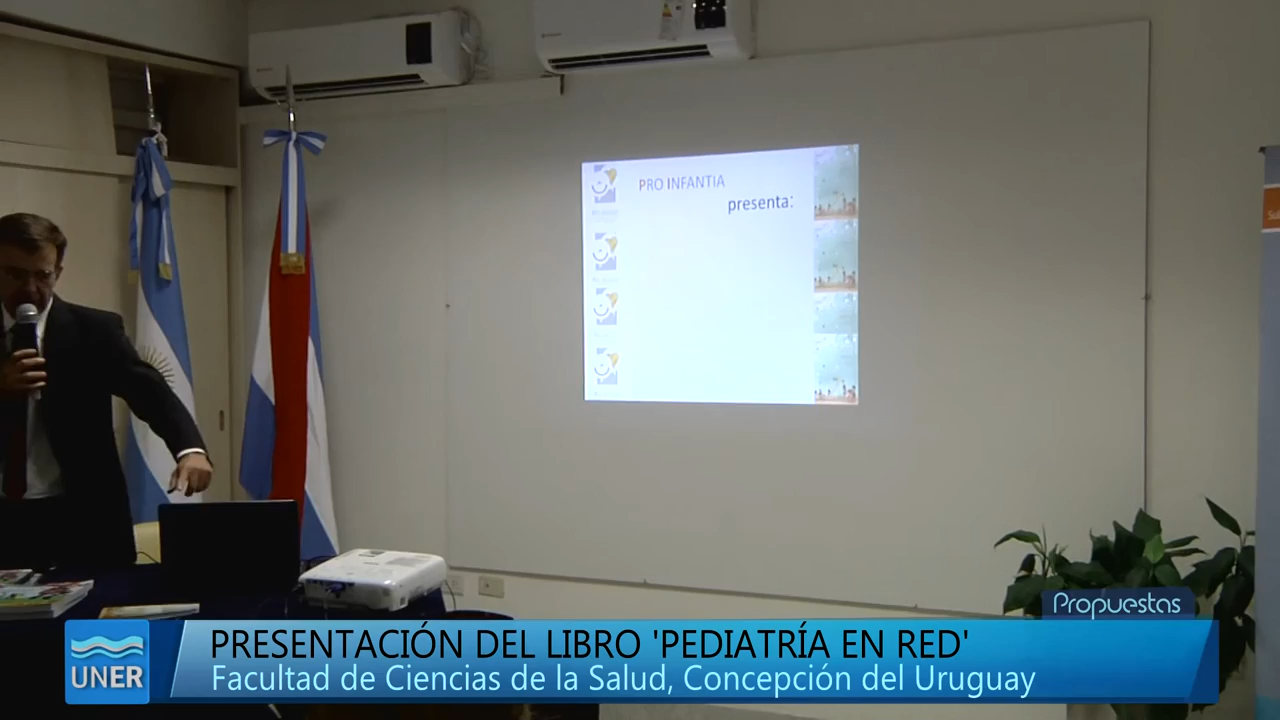 PRO INFANTIA
presenta:
Propuestas
PRESENTACIÓN DEL LIBRO 'PEDIATRÍA EN RED'
Facultad de Ciencias de la Salud, Concepción del Uruguay
UNER